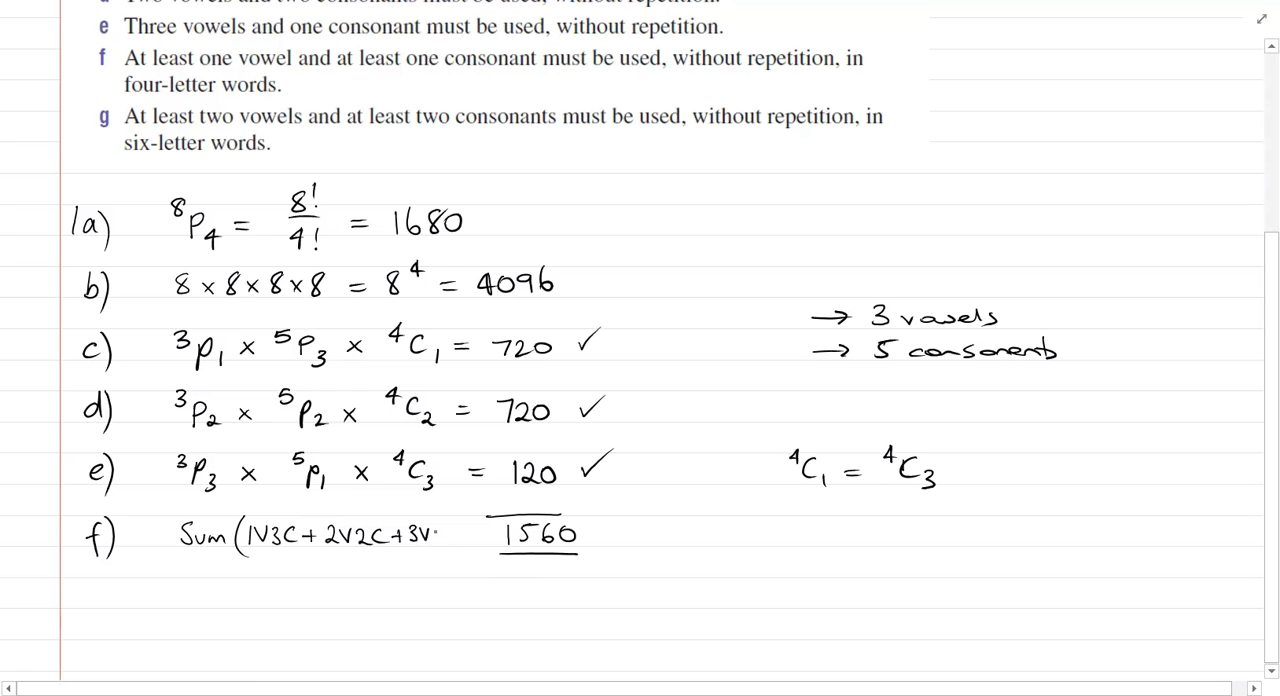 e Three vowels and one consonant must be used, without repetition.
f At least one vowel and at least one consonant must be used, without repetition, in
four-letter words.
g At least two vowels and at least two consonants must be used, without repetition, in
six-letter words.
1a) ⁸P₄ = 8!/4! = 1680
b) 8 × 8 × 8 × 8 = 8⁴ = 4096
→ 3 vowels
c) ³P₁ × ⁵P₃ × ⁴C₁ = 720 ✓
→ 5 consonents
d) ³P₂ × ⁵P₂ × ⁴C₂ = 720 ✓
e) ³P₃ × ⁵P₁ × ⁴C₃ = 120 ✓ ⁴C₁ = ⁴C₃
f) Sum (1V3C + 2V2C + 3V 1560